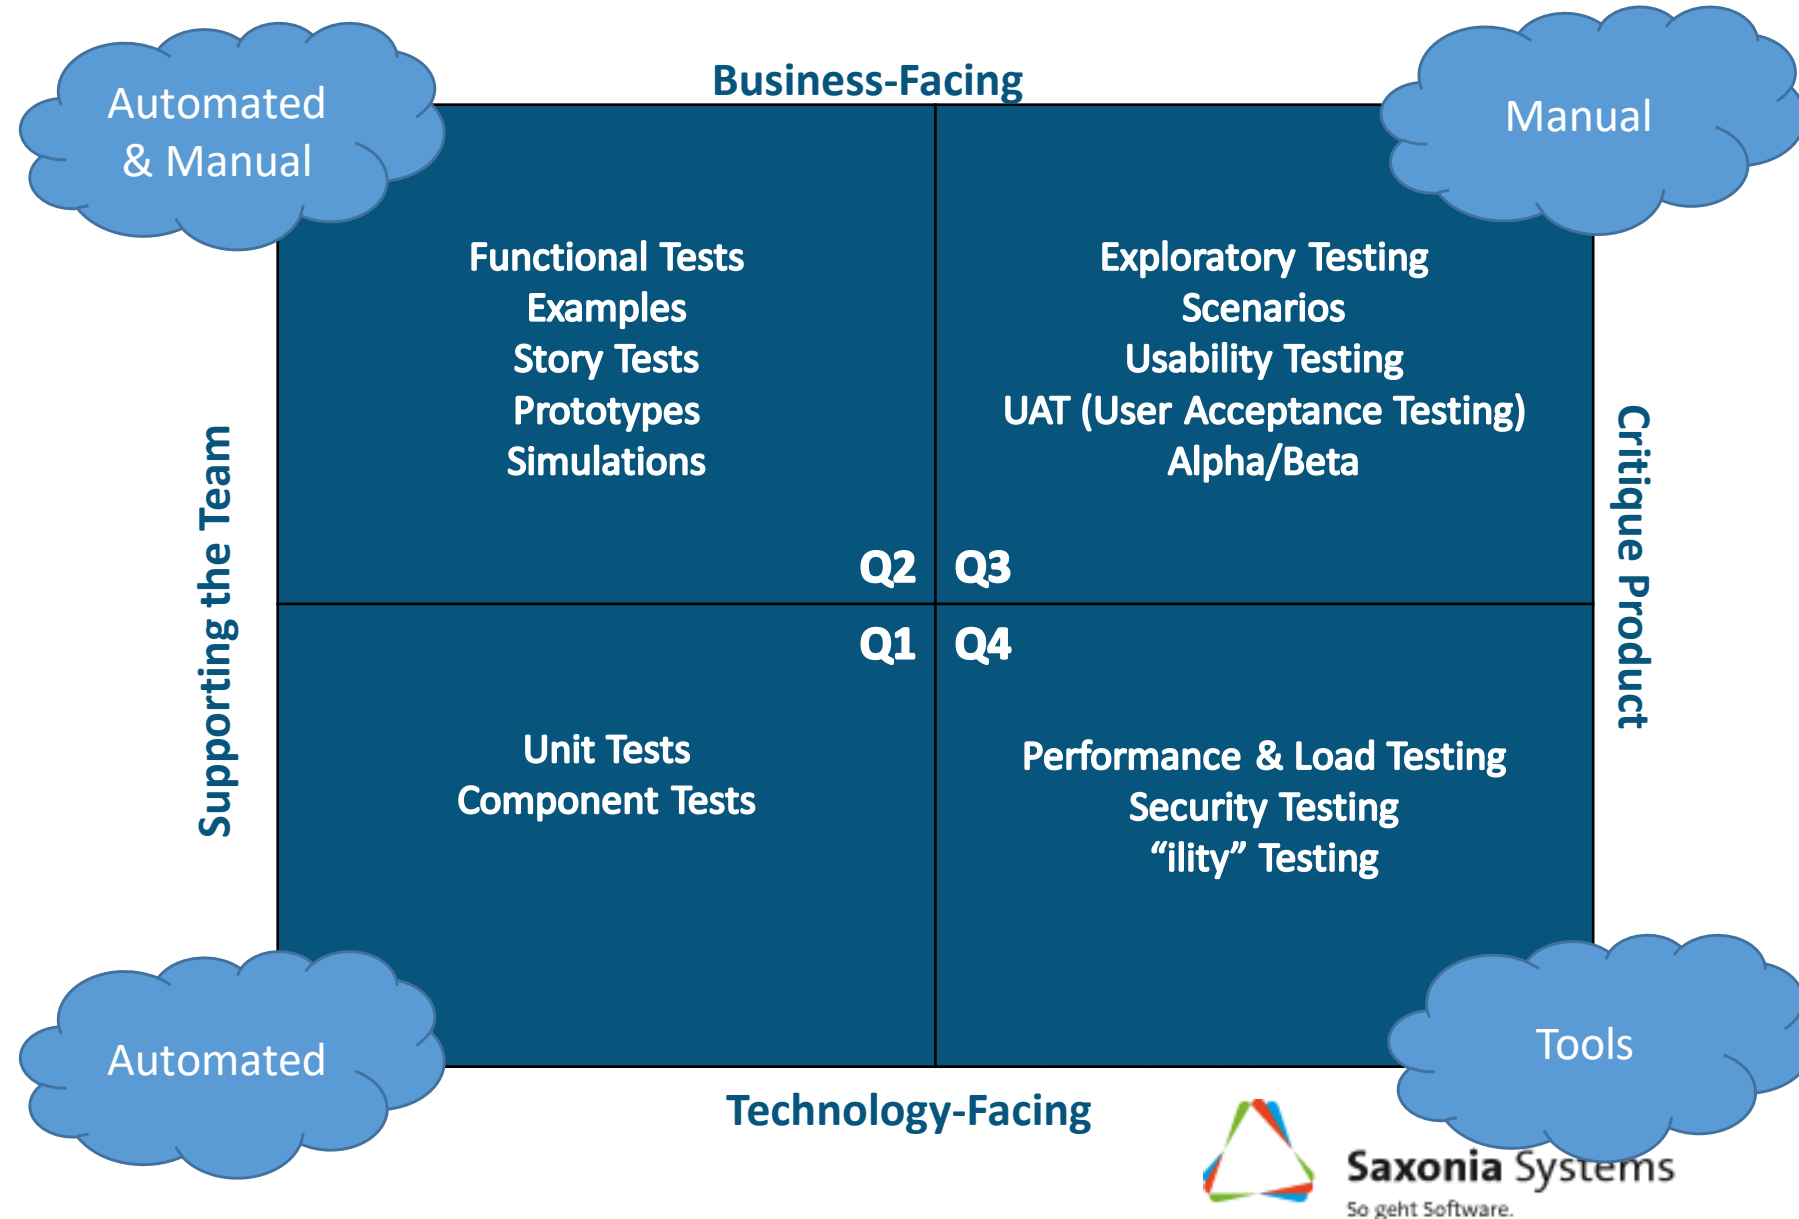 Automated
& Manual
Business-Facing
Manual
Functional Tests
Examples
Story Tests
Prototypes
Simulations
Exploratory Testing
Scenarios
Usability Testing
UAT (User Acceptance Testing)
Alpha/Beta
Supporting the Team
Critique Product
Q2
Q3
Q1
Q4
Unit Tests
Component Tests
Performance & Load Testing
Security Testing
“ility” Testing
Automated
Tools
Technology-Facing
Saxonia Systems
So geht Software.